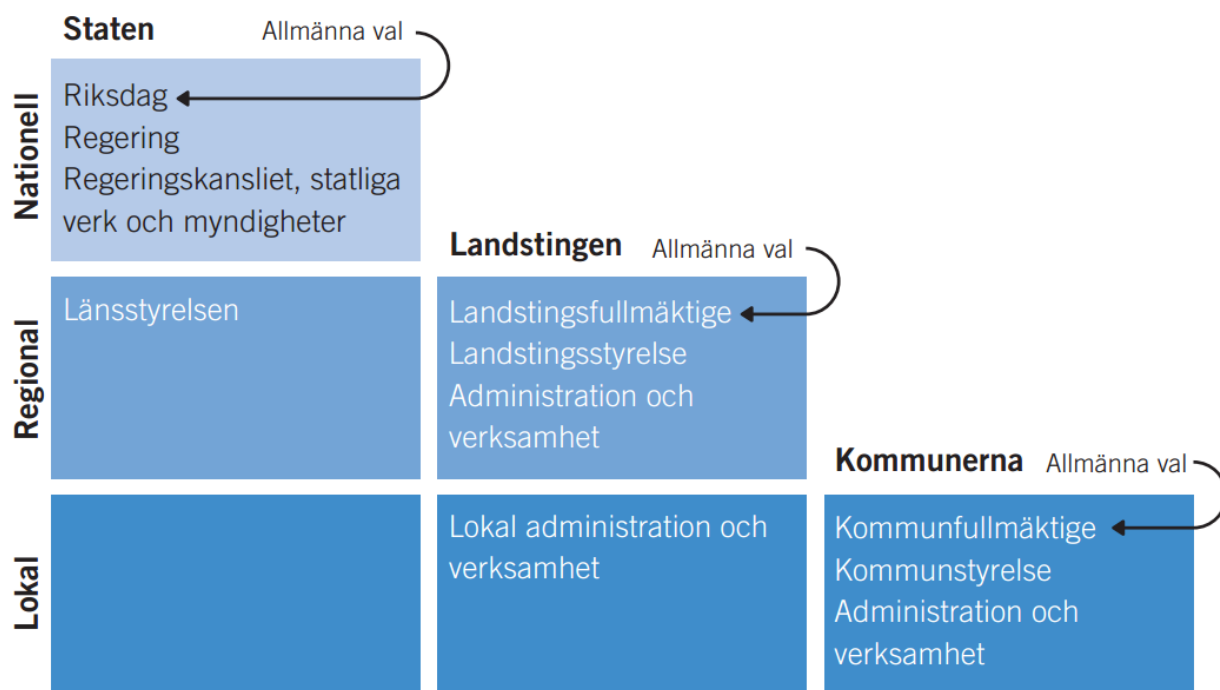 Staten
Allmänna val
Nationell
Riksdag
Regering
Regeringskansliet, statliga
verk och myndigheter
Landstingen
Allmänna val
Regional
Länsstyrelsen
Landstingsfullmäktige
Landstingsstyrelse
Administration och
verksamhet
Kommunerna
Allmänna val
Lokal
Lokal administration och
verksamhet
Kommunfullmäktige
Kommunstyrelse
Administration och
verksamhet